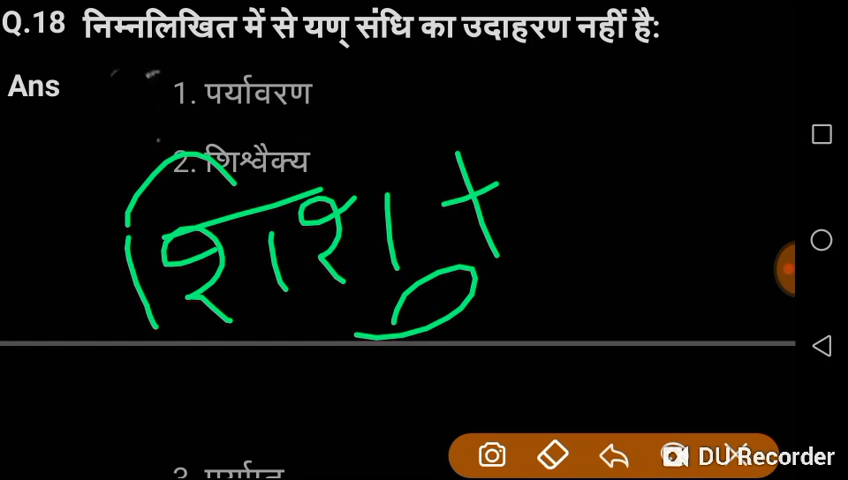 Q.18 निम्नलिखित में से यण् संधि का उदाहरण नहीं है:
Ans
1. पर्यावरण
2. शिश्वैक्य
शिशु +
DU Recorder